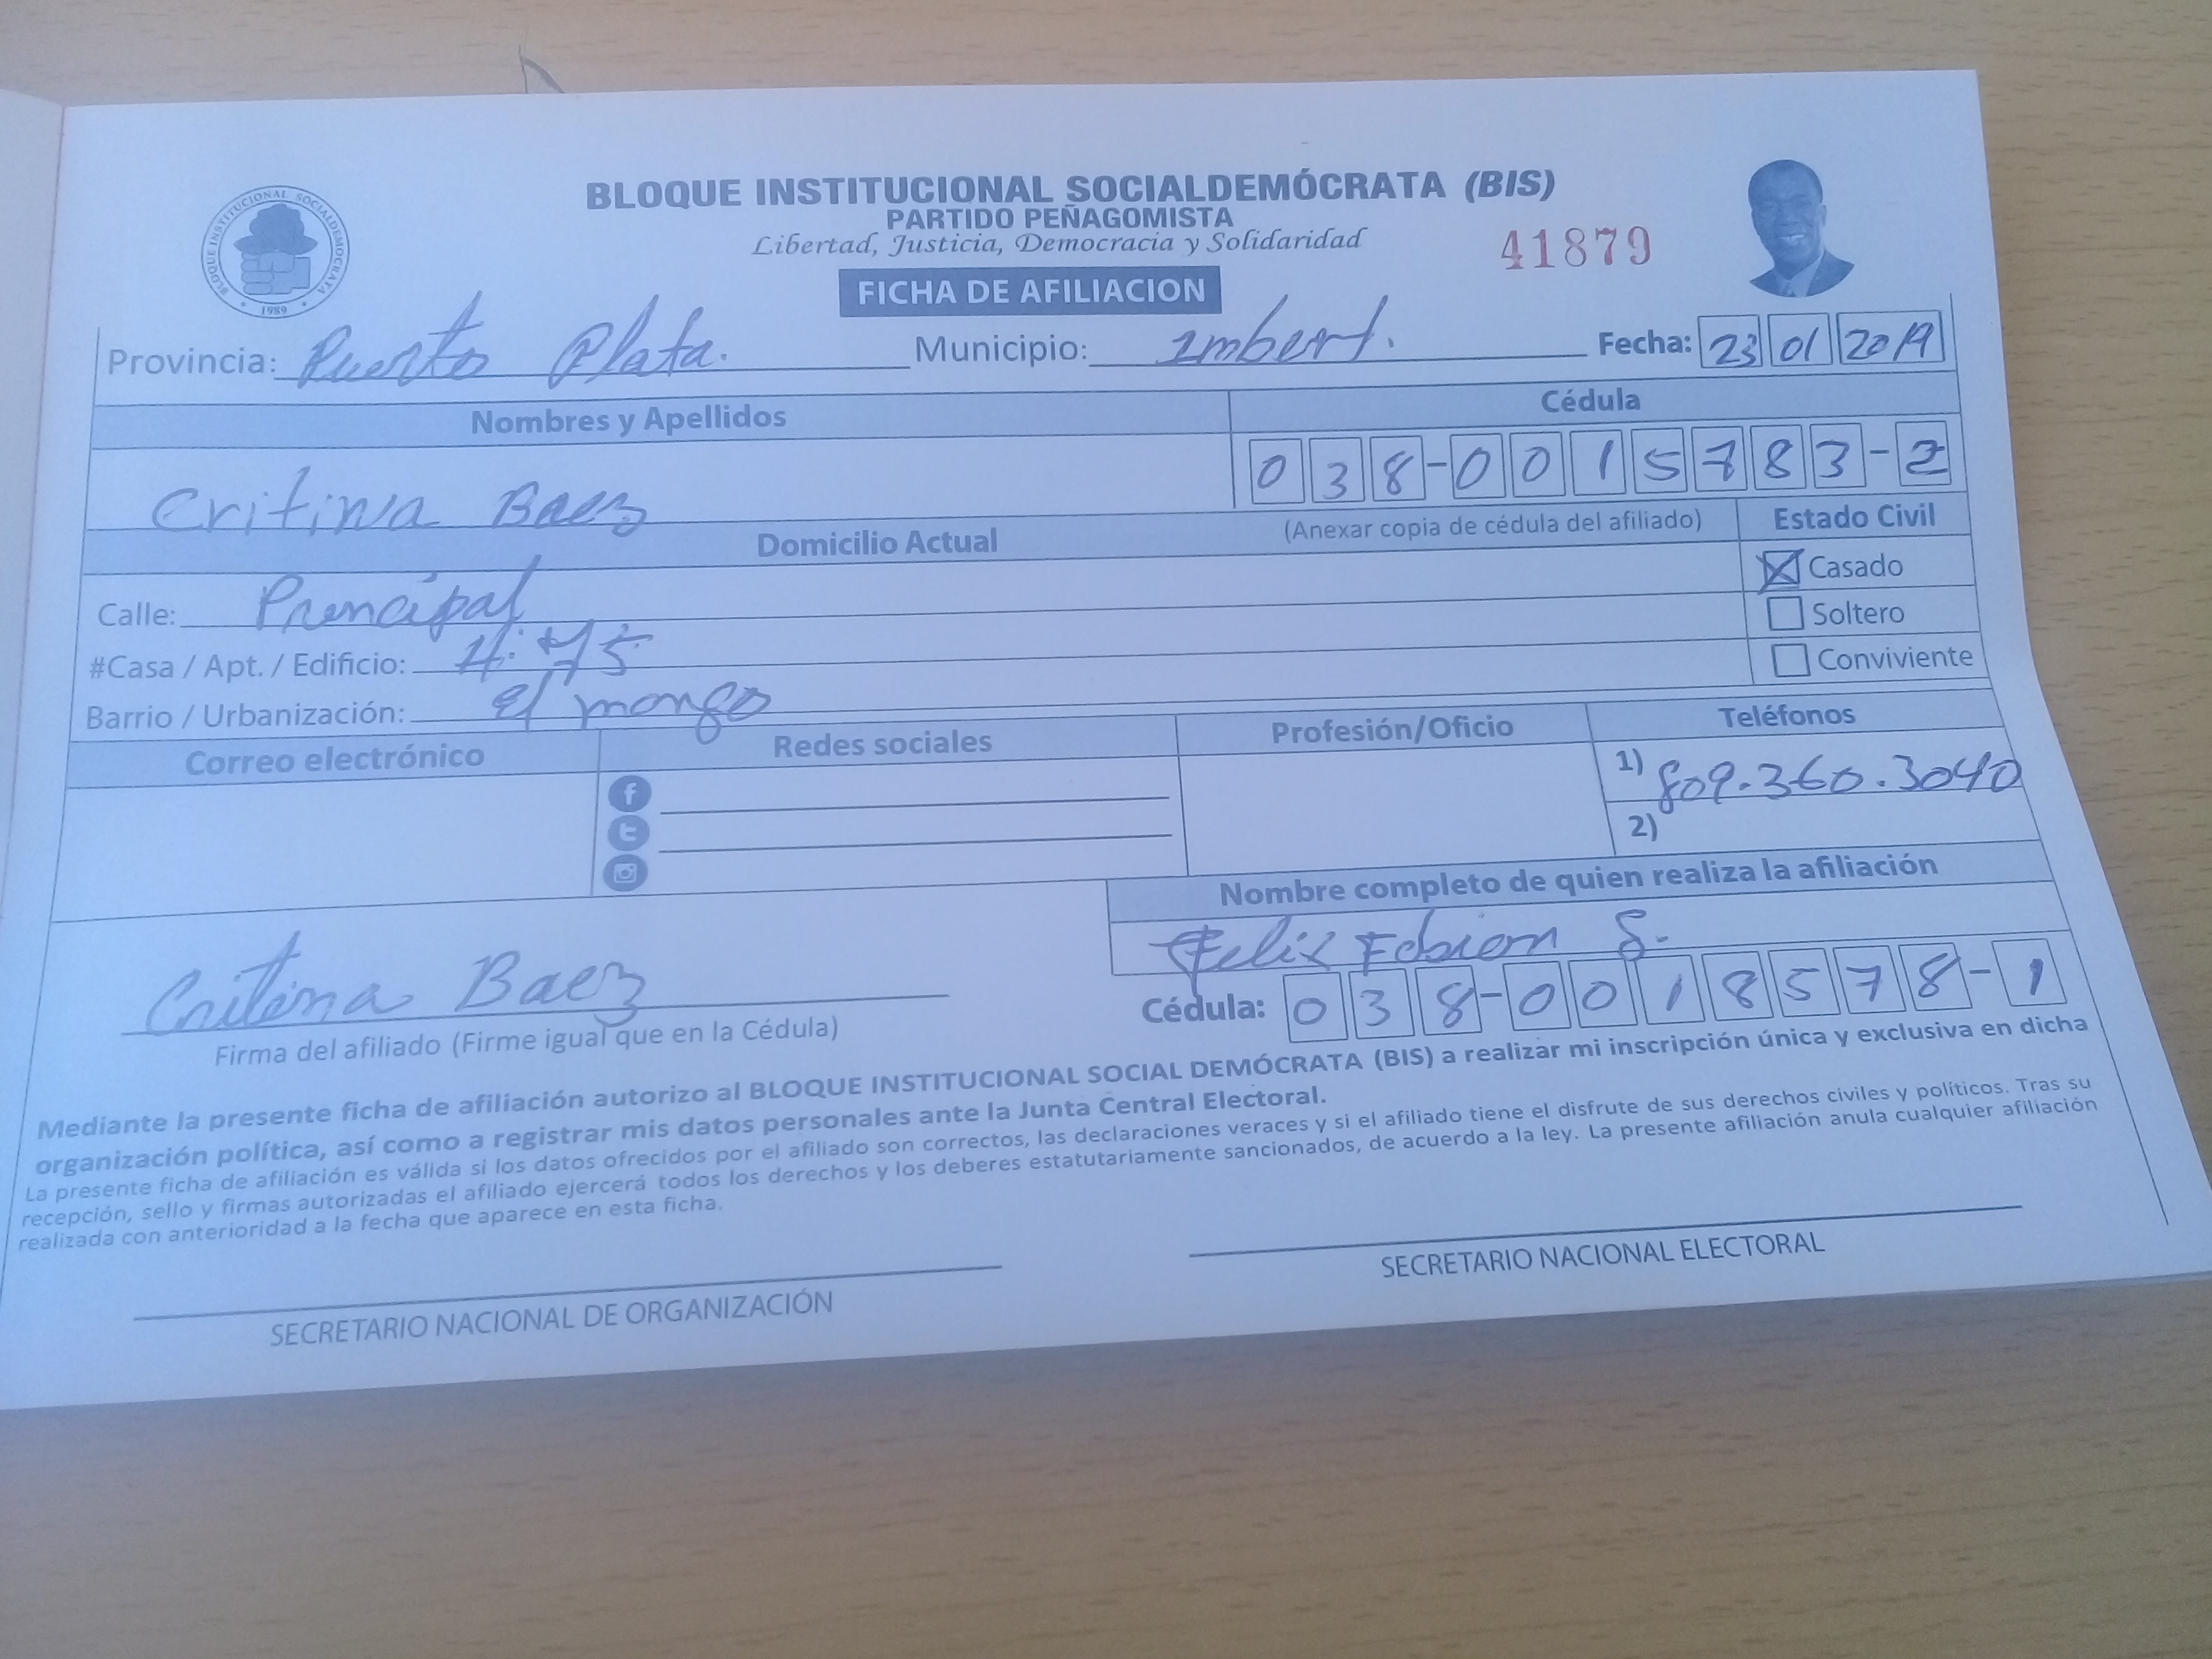 BLOQUE INSTITUCIONAL SOCIALDEMOCRATA
1989
BLOQUE INSTITUCIONAL SOCIALDEMÓCRATA (BIS)
PARTIDO PEÑAGOMISTA
Libertad, Justicia, Democracia y Solidaridad
41879
FICHA DE AFILIACION
Provincia: Puerto Plata. Municipio: Imbert. Fecha: 23 01 2019
Nombres y Apellidos Cédula
Critina Baez 038-0015783-2
Domicilio Actual (Anexar copia de cédula del afiliado) Estado Civil
Calle: Principal Casado
Soltero
#Casa / Apt. / Edificio:
Conviviente
Barrio / Urbanización: el
Correo electrónico Redes sociales Profesión/Oficio Teléfonos
1) 809.360.3040
2)
Nombre completo de quien realiza la afiliación
Felix Fabian S.
Critina Baez
Cédula: 038-0018578-1
Firma del afiliado (Firme igual que en la Cédula)
Mediante la presente ficha de afiliación autorizo al BLOQUE INSTITUCIONAL SOCIAL DEMÓCRATA (BIS) a realizar mi inscripción única y exclusiva en dicha
organización política, así como a registrar mis datos personales ante la Junta Central Electoral.
La presente ficha de afiliación es válida si los datos ofrecidos por el afiliado son correctos, las declaraciones veraces y si el afiliado tiene el disfrute de sus derechos civiles y políticos. Tras su
recepción, sello y firmas autorizadas el afiliado ejercerá todos los derechos y los deberes estatutariamente sancionados, de acuerdo a la ley. La presente afiliación anula cualquier afiliación
realizada con anterioridad a la fecha que aparece en esta ficha.
SECRETARIO NACIONAL DE ORGANIZACIÓN
SECRETARIO NACIONAL ELECTORAL